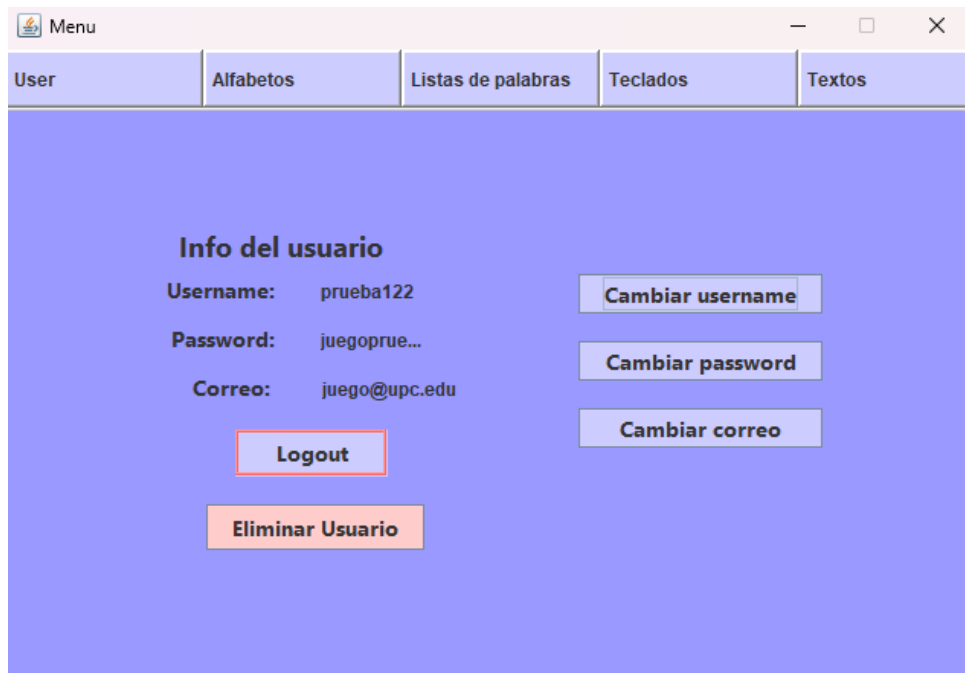 Menu
User Alfabetos Listas de palabras Teclados Textos
Info del usuario
Username: prueba122
Password: juegoprue...
Correo: juego@upc.edu
Logout
Eliminar Usuario
Cambiar username
Cambiar password
Cambiar correo